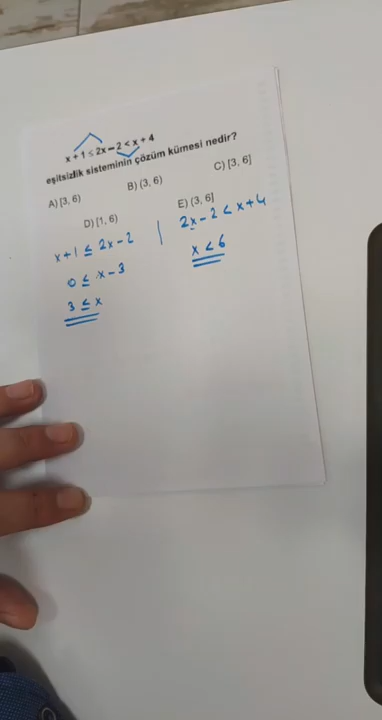 x + 1 ≤ 2x − 2 < x + 4
eşitsizlik sisteminin çözüm kümesi nedir?
A) [3, 6)
B) (3, 6)
C) [3, 6]
D) [1, 6)
E) (3, 6]
x+1 ≤ 2x−2
0 ≤ x−3
3 ≤ x
2x−2 < x+4
x < 6